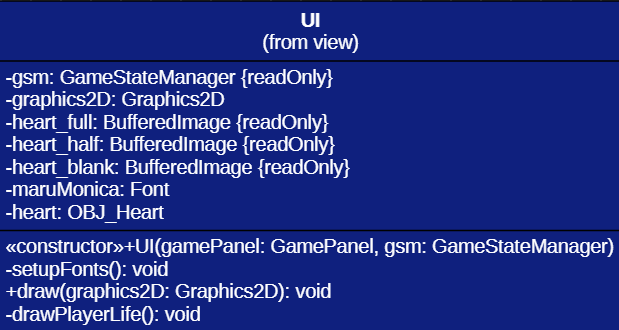 UI
(from view)
-gsm: GameStateManager {readOnly}
-graphics2D: Graphics2D
-heart_full: BufferedImage {readOnly}
-heart_half: BufferedImage {readOnly}
-heart_blank: BufferedImage {readOnly}
-maruMonica: Font
-heart: OBJ_Heart
«constructor»+UI(gamePanel: GamePanel, gsm: GameStateManager)
-setupFonts(): void
+draw(graphics2D: Graphics2D): void
-drawPlayerLife(): void